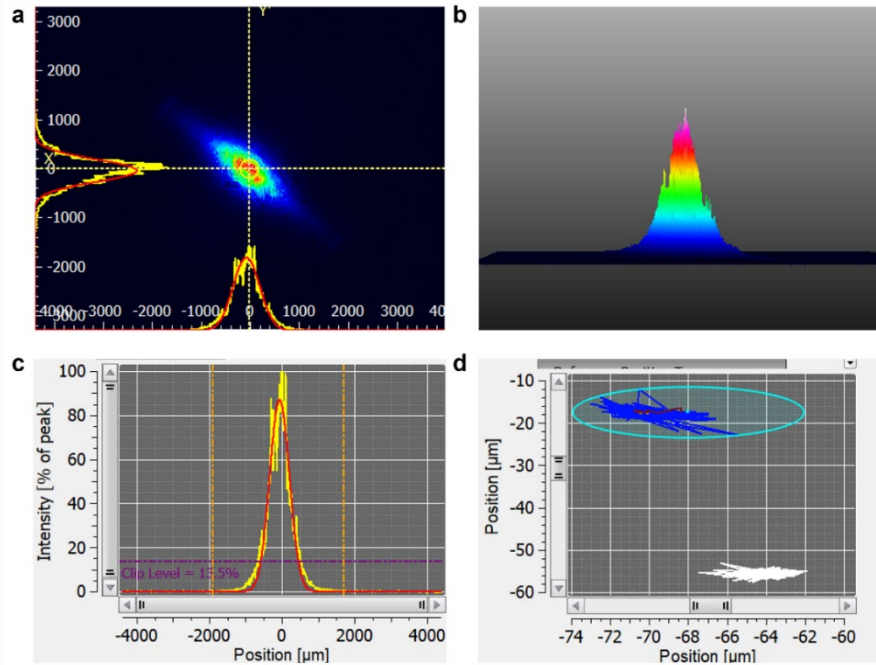 a
Y
3000
2000
1000
X
0
-1000
-2000
-3000
-4000 -3000 -2000 -1000 0 1000 2000 3000 4000
b
c
Intensity [% of peak]
100
80
60
40
20
0
Clip Level = 13.5%
-4000 -2000 0 2000 4000
Position [µm]
d
Position [µm]
-10
-20
-30
-40
-50
-60
-74 -72 -70 -68 -66 -64 -62 -60
Position [µm]